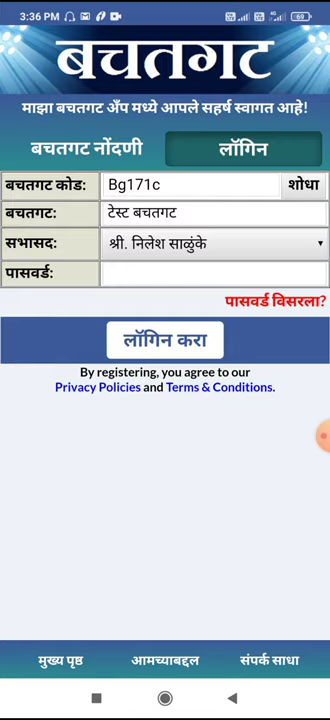 3:36 PM
69
बचतगट
माझा बचतगट अँप मध्ये आपले सहर्ष स्वागत आहे!
बचतगट नोंदणी लॉगिन
बचतगट कोड: Bg171c शोधा
बचतगट: टेस्ट बचतगट
सभासद: श्री. निलेश साळुंके
पासवर्ड:
पासवर्ड विसरला?
लॉगिन करा
By registering, you agree to our
Privacy Policies and Terms & Conditions.
मुख्य पृष्ठ आमच्याबद्दल संपर्क साधा